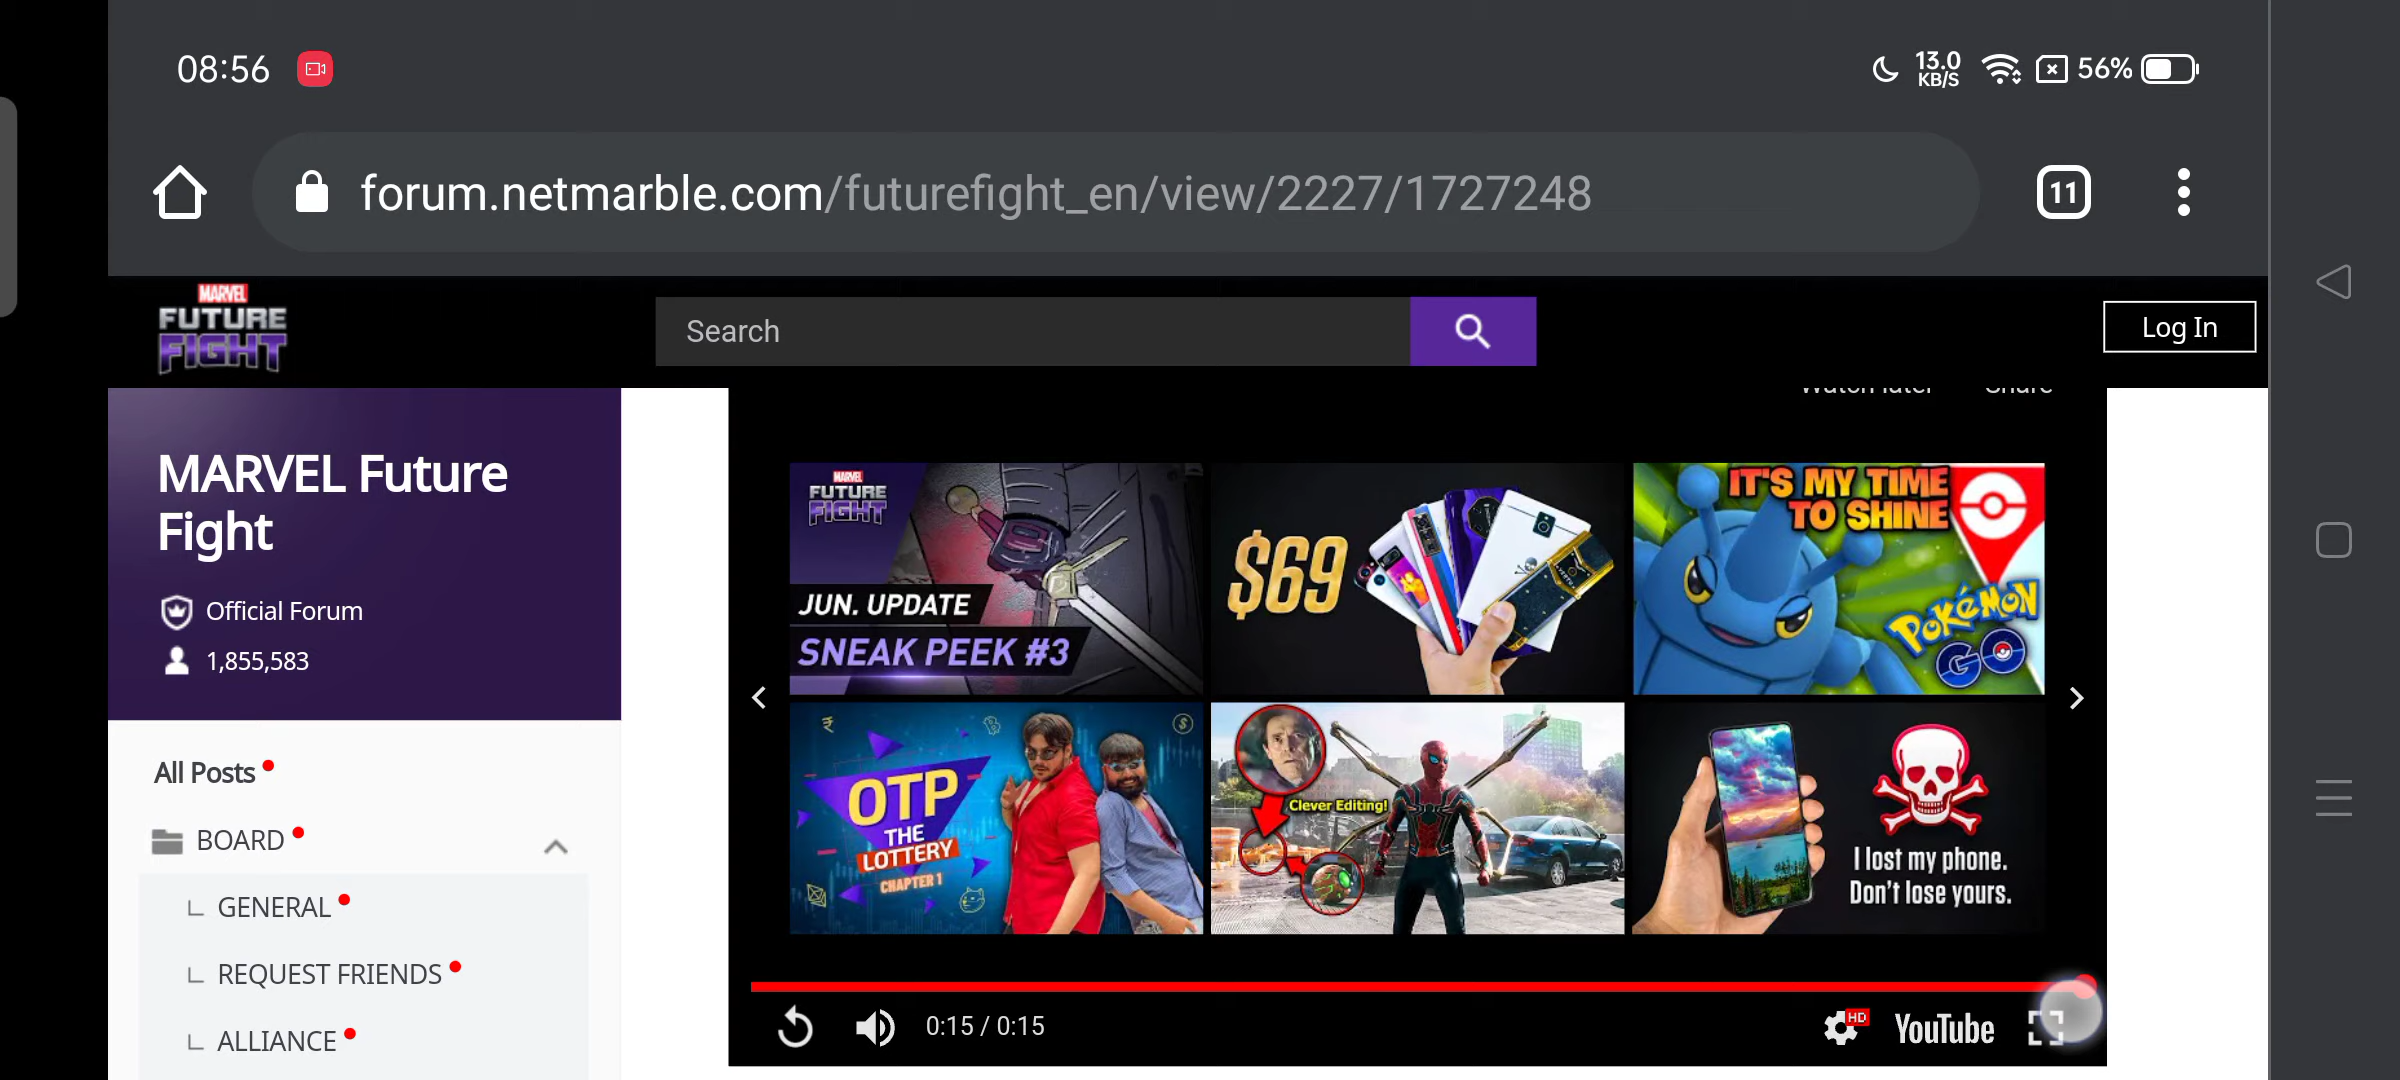 08:56
13.0
KB/S
56%
forum.netmarble.com/futurefight_en/view/2227/1727248
11
MARVEL
FUTURE
FIGHT
Search
Log In
Watch later
Share
MARVEL Future
Fight
Official Forum
1,855,583
All Posts
BOARD
GENERAL
REQUEST FRIENDS
ALLIANCE
MARVEL
FUTURE
FIGHT
JUN. UPDATE
SNEAK PEEK #3
$69
IT'S MY TIME
TO SHINE
POKéMON
GO
OTP
THE
LOTTERY
CHAPTER 1
Clever Editing!
I lost my phone.
Don't lose yours.
0:15 / 0:15
HD
YouTube